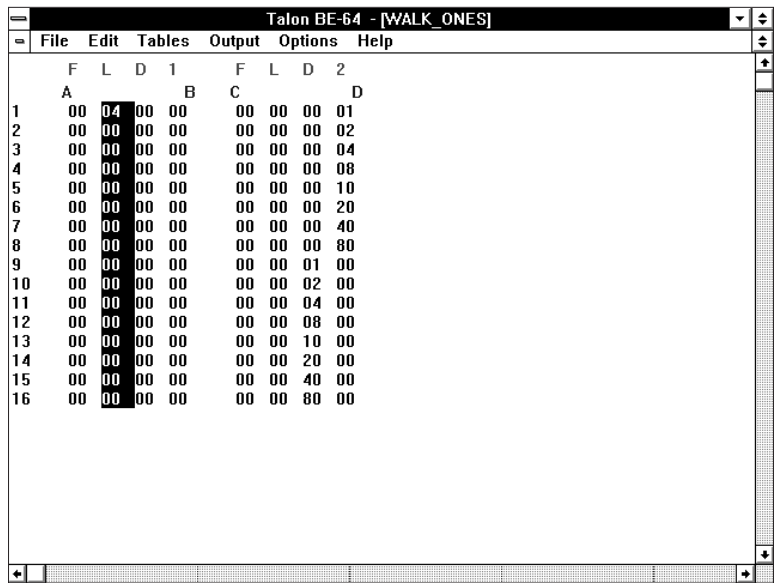 Talon BE-64 - [WALK_ONES]
File Edit Tables Output Options Help
F L D 1 F L D 2
A B C D
1 00 04 00 00 00 00 00 01
2 00 00 00 00 00 00 00 02
3 00 00 00 00 00 00 00 04
4 00 00 00 00 00 00 00 08
5 00 00 00 00 00 00 00 10
6 00 00 00 00 00 00 00 20
7 00 00 00 00 00 00 00 40
8 00 00 00 00 00 00 00 80
9 00 00 00 00 00 00 01 00
10 00 00 00 00 00 00 02 00
11 00 00 00 00 00 00 04 00
12 00 00 00 00 00 00 08 00
13 00 00 00 00 00 00 10 00
14 00 00 00 00 00 00 20 00
15 00 00 00 00 00 00 40 00
16 00 00 00 00 00 00 80 00